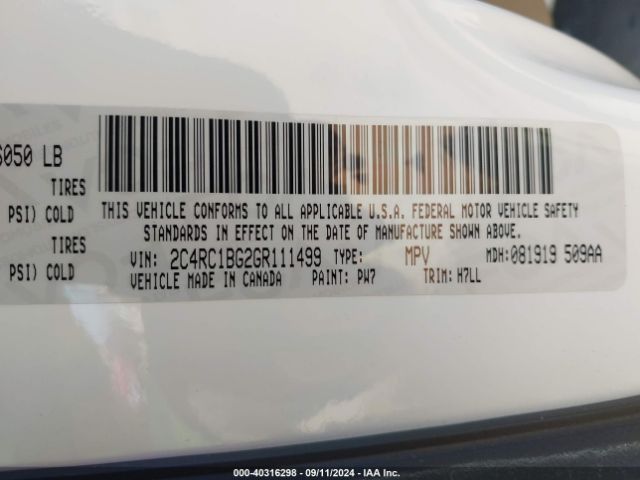 6050 LB
TIRES
PSI) COLD
TIRES
PSI) COLD
THIS VEHICLE CONFORMS TO ALL APPLICABLE U.S.A. FEDERAL MOTOR VEHICLE SAFETY
STANDARDS IN EFFECT ON THE DATE OF MANUFACTURE SHOWN ABOVE.
VIN: 2C4RC1BG2GR111499 TYPE: MPV MDH:081919 509AA
VEHICLE MADE IN CANADA PAINT: PW7 TRIM: H7LL
000-40316298 - 09/11/2024 - IAA Inc.